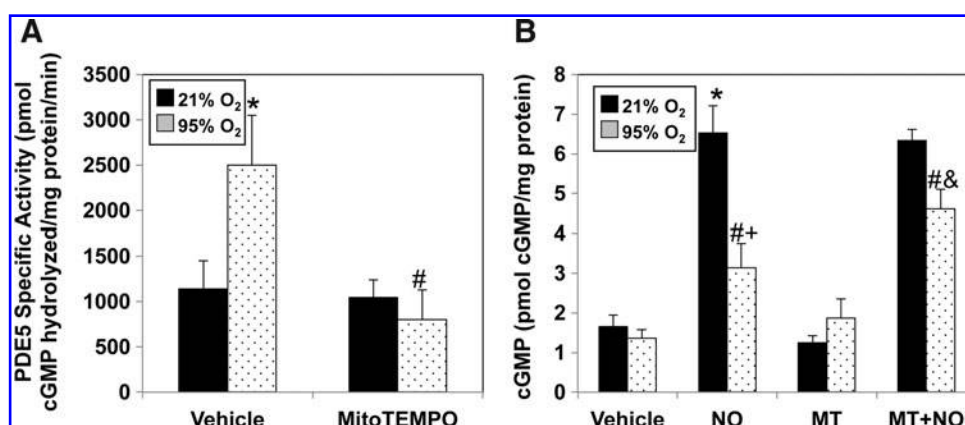 A
PDE5 Specific Activity (pmol
cGMP hydrolyzed/mg protein/min)
3500
3000
2500
2000
1500
1000
500
0
21% O₂
95% O₂
*
#
Vehicle
MitoTEMPO
B
cGMP (pmol cGMP/mg protein)
8
7
6
5
4
3
2
1
0
21% O₂
95% O₂
*
#+
#&
Vehicle
NO
MT
MT+NO